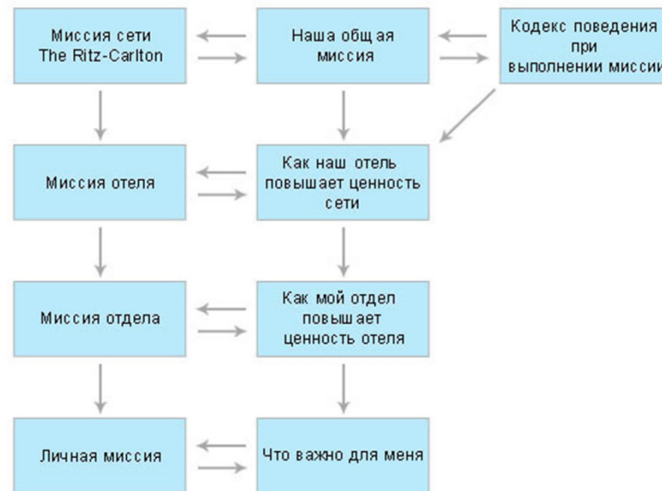 Миссия сети
The Ritz-Carlton
Наша общая
миссия
Кодекс поведения
при
выполнении миссии
Миссия отеля
Как наш отель
повышает ценность
сети
Миссия отдела
Как мой отдел
повышает
ценность отеля
Личная миссия
Что важно для меня